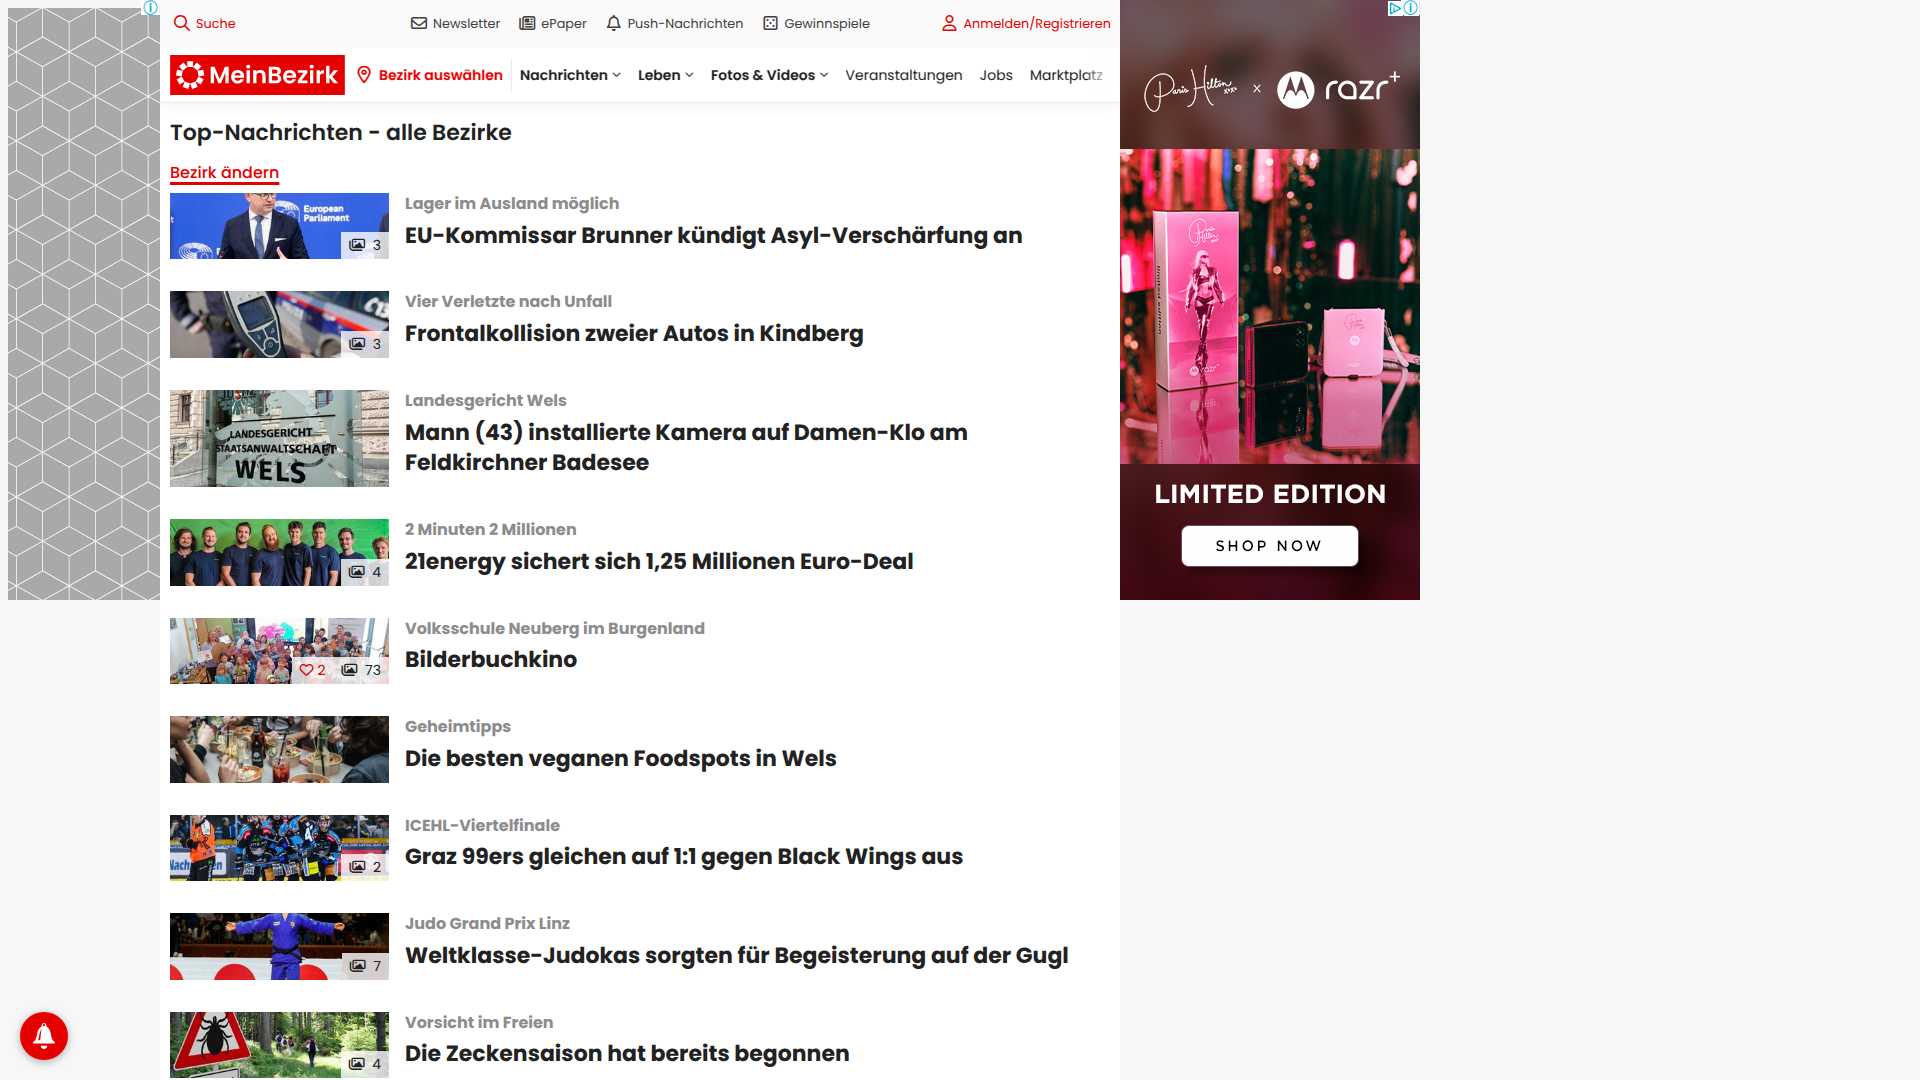 Suche
Newsletter
ePaper
Push-Nachrichten
Gewinnspiele
Anmelden/Registrieren
MeinBezirk
Bezirk auswählen
Nachrichten
Leben
Fotos & Videos
Veranstaltungen
Jobs
Marktplatz
Top-Nachrichten - alle Bezirke
Bezirk ändern
European
Parliament
3
Lager im Ausland möglich
EU-Kommissar Brunner kündigt Asyl-Verschärfung an
3
Vier Verletzte nach Unfall
Frontalkollision zweier Autos in Kindberg
LANDESGERICHT
STAATSANWALTSCHAFT
WELS
Landesgericht Wels
Mann (43) installierte Kamera auf Damen-Klo am
Feldkirchner Badesee
4
2 Minuten 2 Millionen
21energy sichert sich 1,25 Millionen Euro-Deal
2
73
Volksschule Neuberg im Burgenland
Bilderbuchkino
Geheimtipps
Die besten veganen Foodspots in Wels
Nachrichten
2
ICEHL-Viertelfinale
Graz 99ers gleichen auf 1:1 gegen Black Wings aus
7
Judo Grand Prix Linz
Weltklasse-Judokas sorgten für Begeisterung auf der Gugl
4
Vorsicht im Freien
Die Zeckensaison hat bereits begonnen
Paris Hilton xoxo x razr+
Paris Hilton
razr+
LIMITED EDITION
SHOP NOW